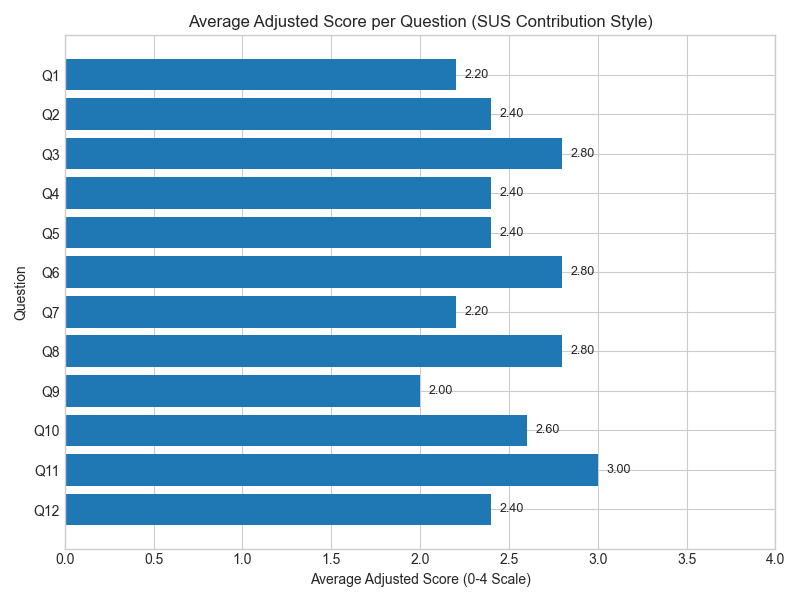 Average Adjusted Score per Question (SUS Contribution Style)
Q1 2.20
Q2 2.40
Q3 2.80
Q4 2.40
Q5 2.40
Q6 2.80
Q7 2.20
Q8 2.80
Q9 2.00
Q10 2.60
Q11 3.00
Q12 2.40
Question
0.0 0.5 1.0 1.5 2.0 2.5 3.0 3.5 4.0
Average Adjusted Score (0-4 Scale)